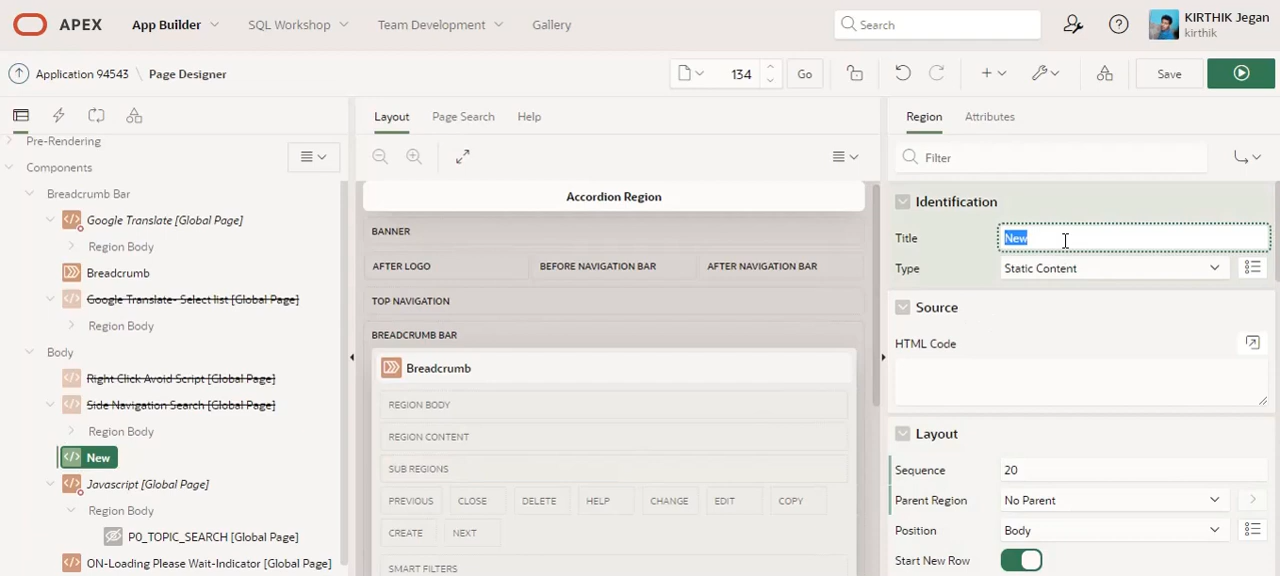 APEX App Builder SQL Workshop Team Development Gallery Search KIRTHIK Jegan
kirthik
Application 94543 \ Page Designer 134 Go Save
Pre-Rendering
Components
Breadcrumb Bar
Google Translate [Global Page]
Region Body
Breadcrumb
Google Translate- Select list [Global Page]
Region Body
Body
Right Click Avoid Script [Global Page]
Side Navigation Search [Global Page]
Region Body
New
Javascript [Global Page]
Region Body
P0_TOPIC_SEARCH [Global Page]
ON-Loading Please Wait-Indicator [Global Page]
Layout Page Search Help
Accordion Region
BANNER
AFTER LOGO BEFORE NAVIGATION BAR AFTER NAVIGATION BAR
TOP NAVIGATION
BREADCRUMB BAR
Breadcrumb
REGION BODY
REGION CONTENT
SUB REGIONS
PREVIOUS CLOSE DELETE HELP CHANGE EDIT COPY
CREATE NEXT
SMART FILTERS
Region Attributes
Filter
Identification
Title New
Type Static Content
Source
HTML Code
Layout
Sequence 20
Parent Region No Parent
Position Body
Start New Row